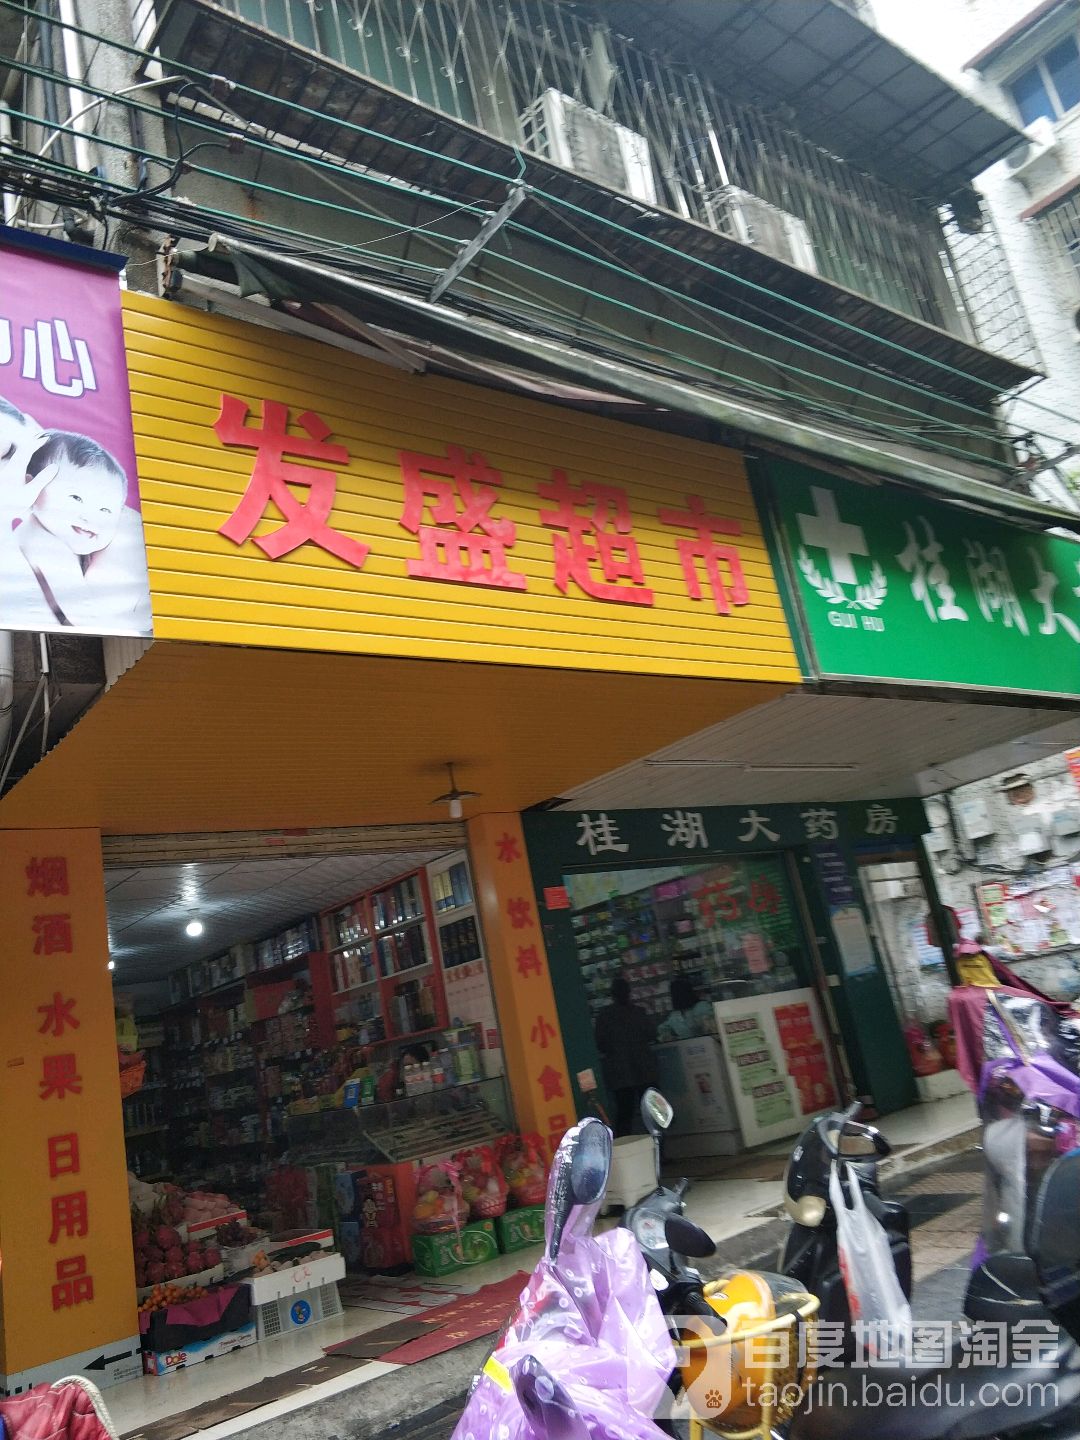 心
发盛超市
GUI HU
桂湖大
桂湖大药房
药房
烟酒 水果 日用品
水饮料 小食品
Dole
百度地图淘金
taojin.baidu.com